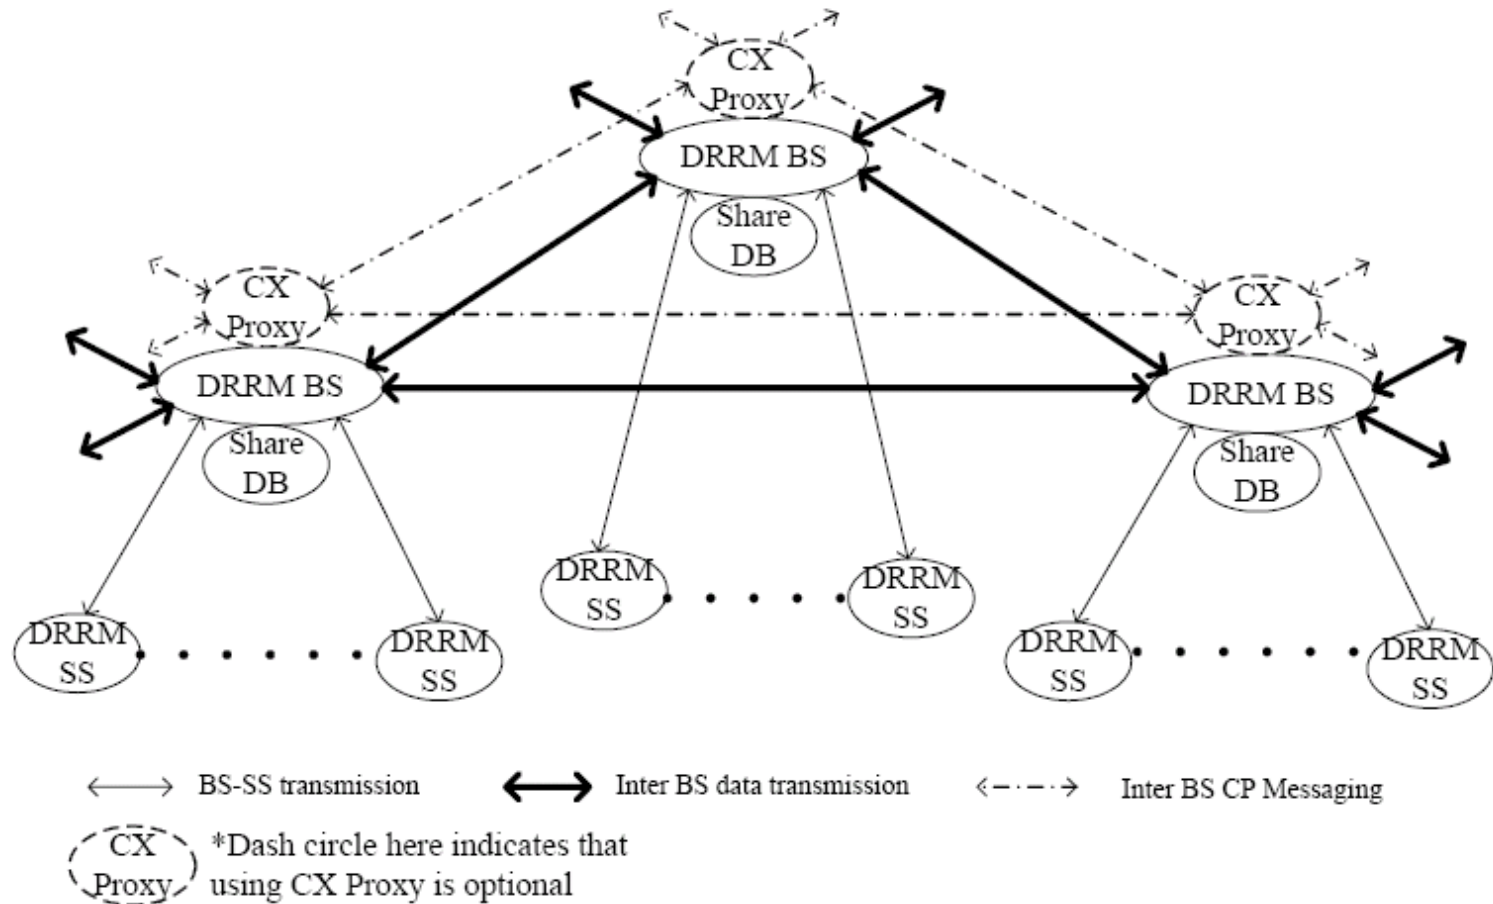 CX
Proxy
DRRM BS
Share
DB
CX
Proxy
DRRM BS
Share
DB
CX
Proxy
DRRM BS
Share
DB
DRRM
SS
DRRM
SS
DRRM
SS
DRRM
SS
DRRM
SS
DRRM
SS
BS-SS transmission
Inter BS data transmission
Inter BS CP Messaging
CX
Proxy
*Dash circle here indicates that
using CX Proxy is optional